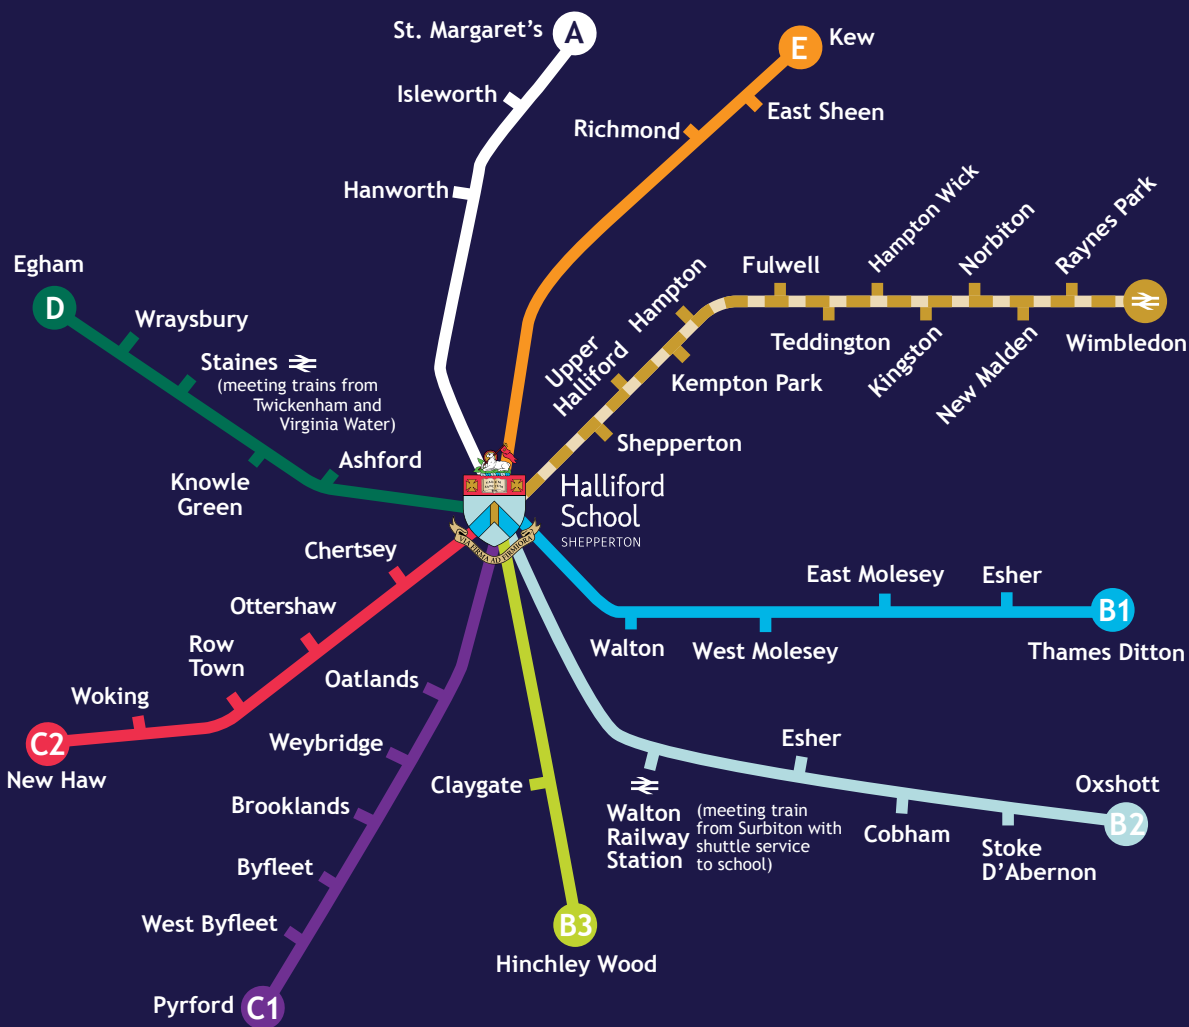 St. Margaret's
A
Isleworth
Hanworth
E
Kew
East Sheen
Richmond
Egham
D
Wraysbury
Staines
(meeting trains from
Twickenham and
Virginia Water)
Knowle
Green
Ashford
Upper
Halliford
Hampton
Fulwell
Hampton Wick
Norbiton
Raynes Park
Shepperton
Kempton Park
Teddington
Kingston
New Malden
Wimbledon
VIA FIRMA AD FIRMIORA
Halliford
School
SHEPPERTON
Chertsey
Ottershaw
Row
Town
Woking
C2
New Haw
Oatlands
Weybridge
Brooklands
Byfleet
West Byfleet
Pyrford
C1
Claygate
B3
Hinchley Wood
Walton
West Molesey
East Molesey
Esher
B1
Thames Ditton
Walton
Railway
Station
(meeting train
from Surbiton with
shuttle service
to school)
Esher
Cobham
Stoke
D'Abernon
Oxshott
B2